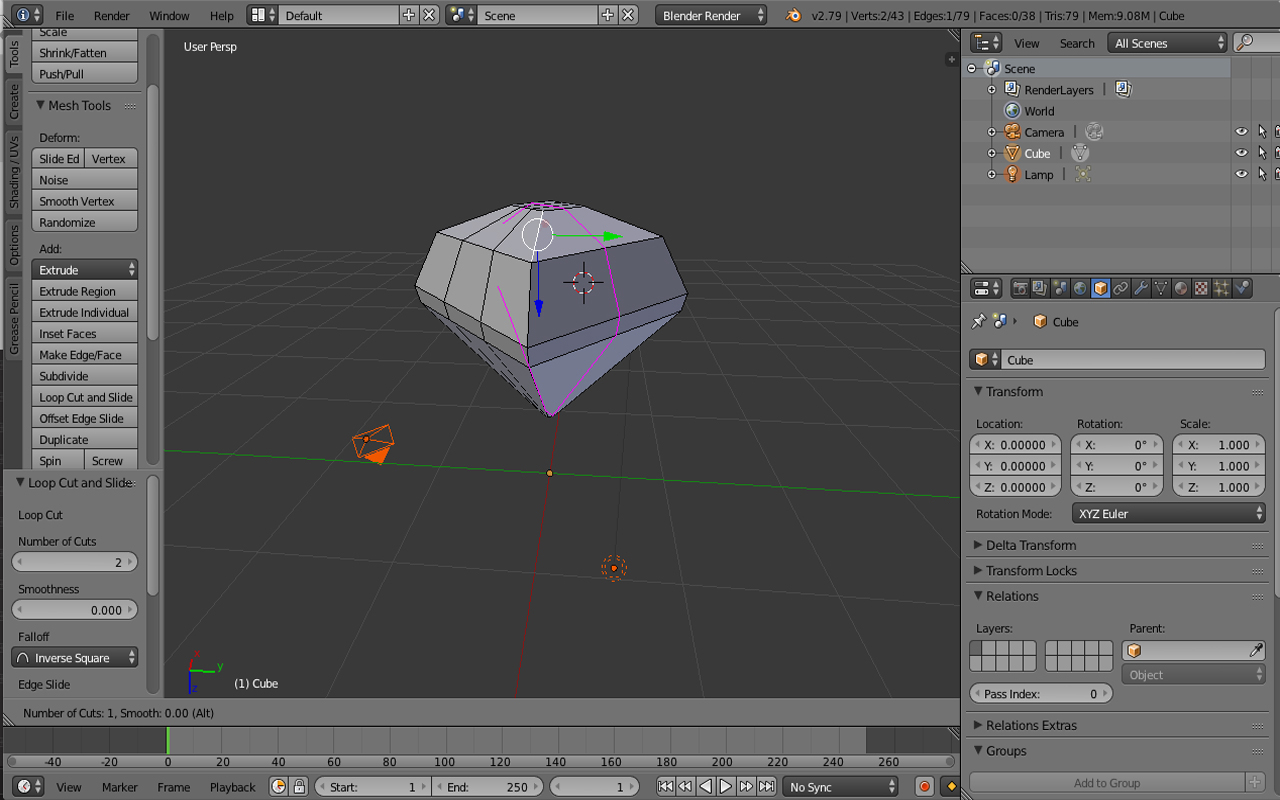 File Render Window Help Default Scene Blender Render v2.79 | Verts:2/43 | Edges:1/79 | Faces:0/38 | Tris:79 | Mem:9.08M | Cube
Tools
Create
Shading / UVs
Options
Grease Pencil
Scale
Shrink/Fatten
Push/Pull
Mesh Tools
Deform:
Slide Ed Vertex
Noise
Smooth Vertex
Randomize
Add:
Extrude
Extrude Region
Extrude Individual
Inset Faces
Make Edge/Face
Subdivide
Loop Cut and Slide
Offset Edge Slide
Duplicate
Spin Screw
Loop Cut and Slide
Loop Cut
Number of Cuts
2
Smoothness
0.000
Falloff
Inverse Square
Edge Slide
User Persp
x
y
z
(1) Cube
Number of Cuts: 1, Smooth: 0.00 (Alt)
-40 -20 0 20 40 60 80 100 120 140 160 180 200 220 240 260
View Marker Frame Playback Start: 1 End: 250 1 No Sync
View Search All Scenes
Scene
RenderLayers
World
Camera
Cube
Lamp
Cube
Cube
Transform
Location: Rotation: Scale:
X: 0.00000 X: 0° X: 1.000
Y: 0.00000 Y: 0° Y: 1.000
Z: 0.00000 Z: 0° Z: 1.000
Rotation Mode: XYZ Euler
Delta Transform
Transform Locks
Relations
Layers: Parent:
Object
Pass Index: 0
Relations Extras
Groups
Add to Group